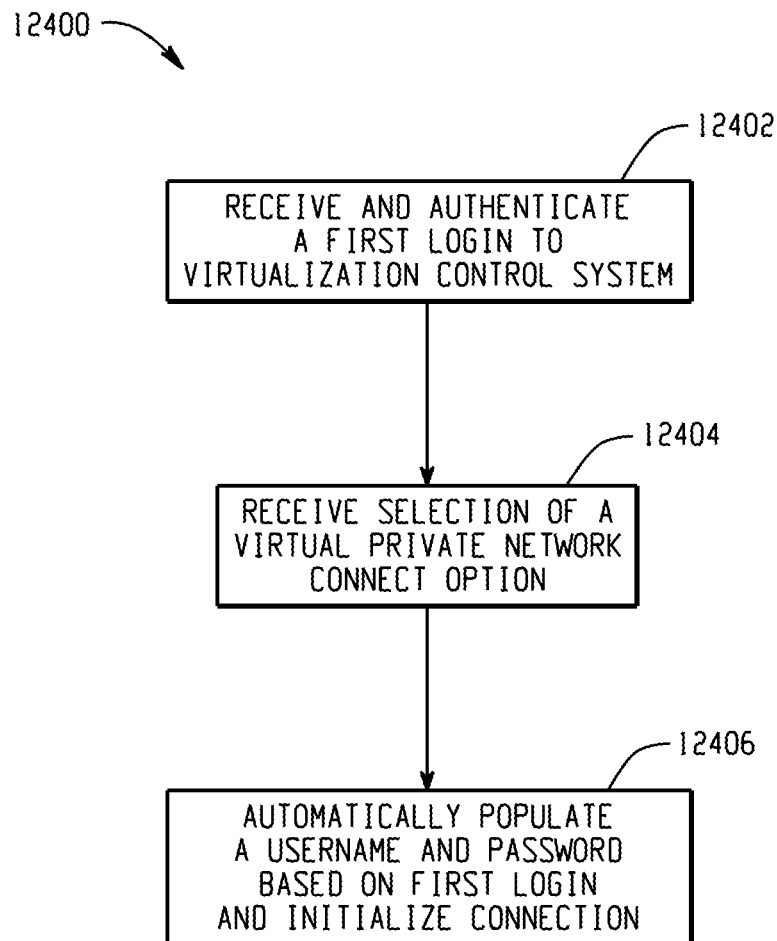 12400
12402
RECEIVE AND AUTHENTICATE
A FIRST LOGIN TO
VIRTUALIZATION CONTROL SYSTEM
12404
RECEIVE SELECTION OF A
VIRTUAL PRIVATE NETWORK
CONNECT OPTION
12406
AUTOMATICALLY POPULATE
A USERNAME AND PASSWORD
BASED ON FIRST LOGIN
AND INITIALIZE CONNECTION